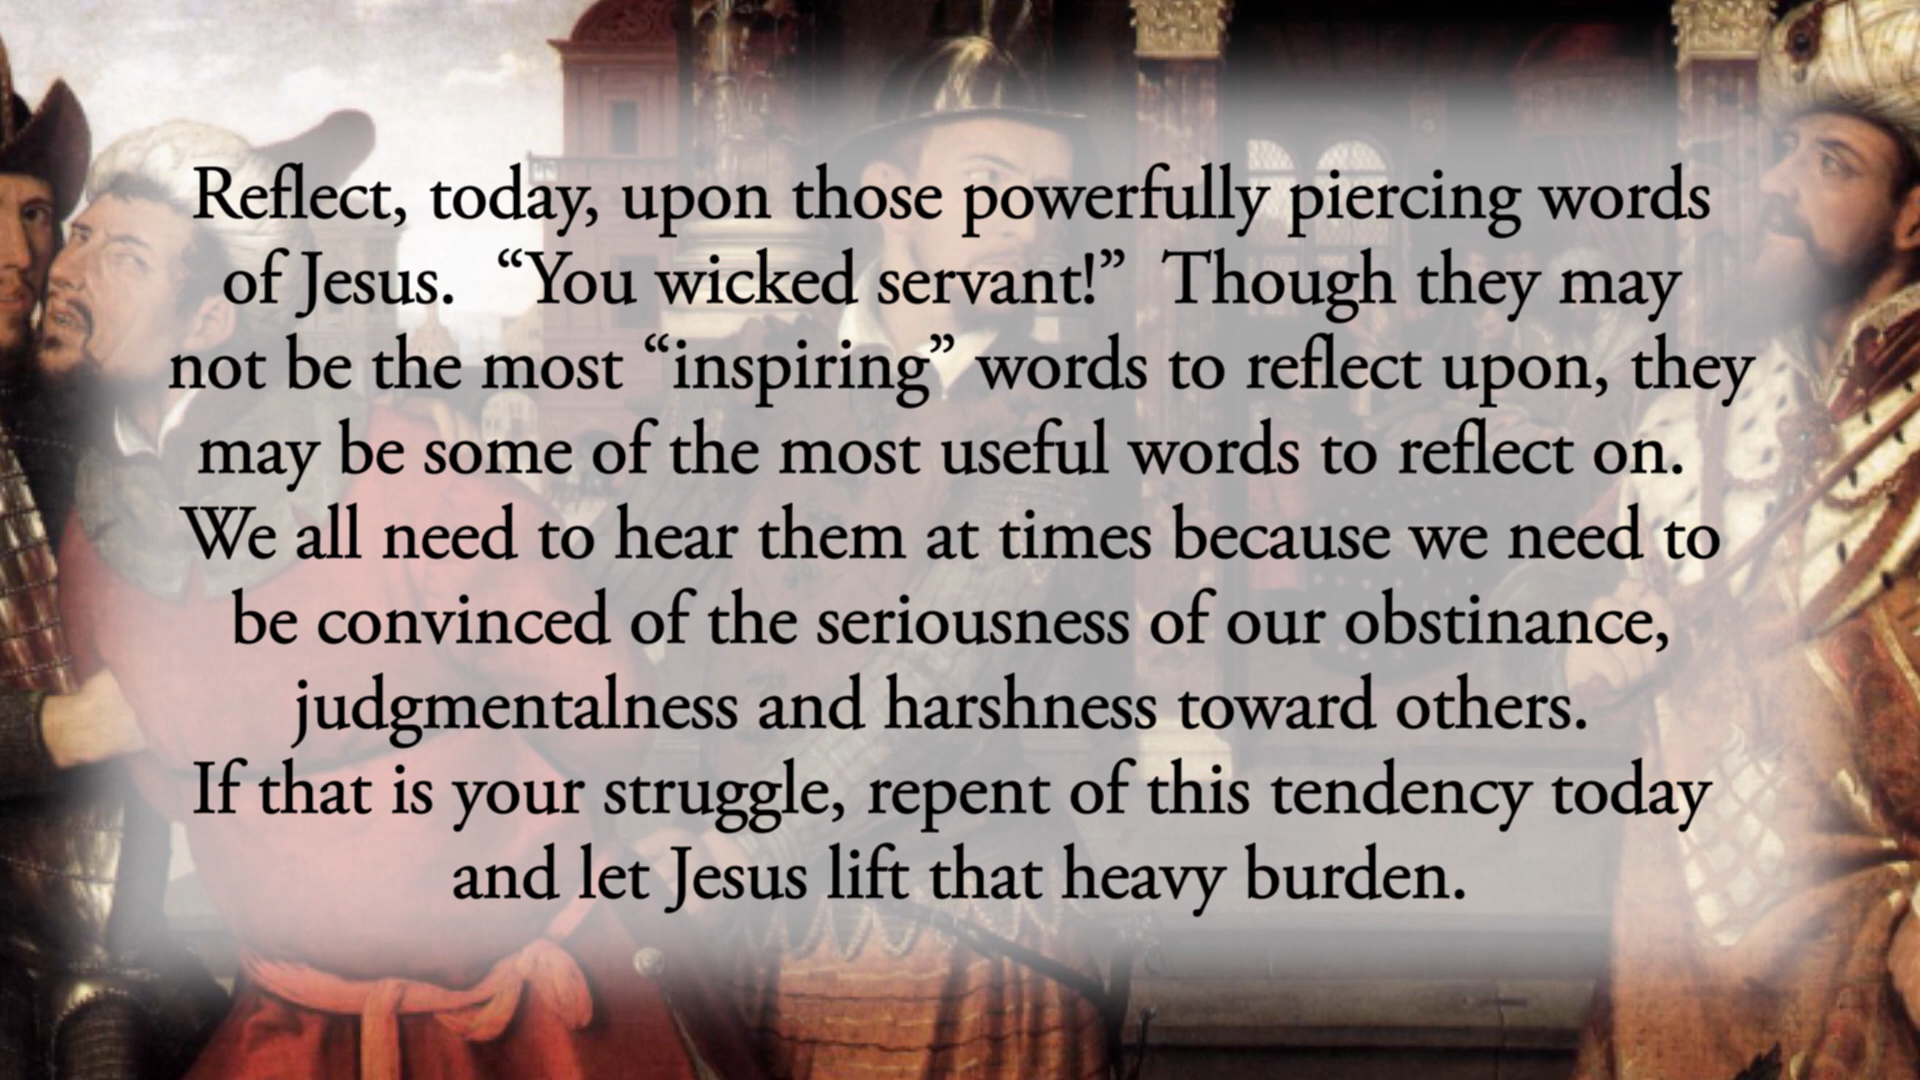 Reflect, today, upon those powerfully piercing words
of Jesus.   “You wicked servant!”  Though they may
not be the most “inspiring” words to reflect upon, they
may be some of the most useful words to reflect on.
We all need to hear them at times because we need to
be convinced of the seriousness of our obstinance,
judgmentalness and harshness toward others.
If that is your struggle, repent of this tendency today
and let Jesus lift that heavy burden.